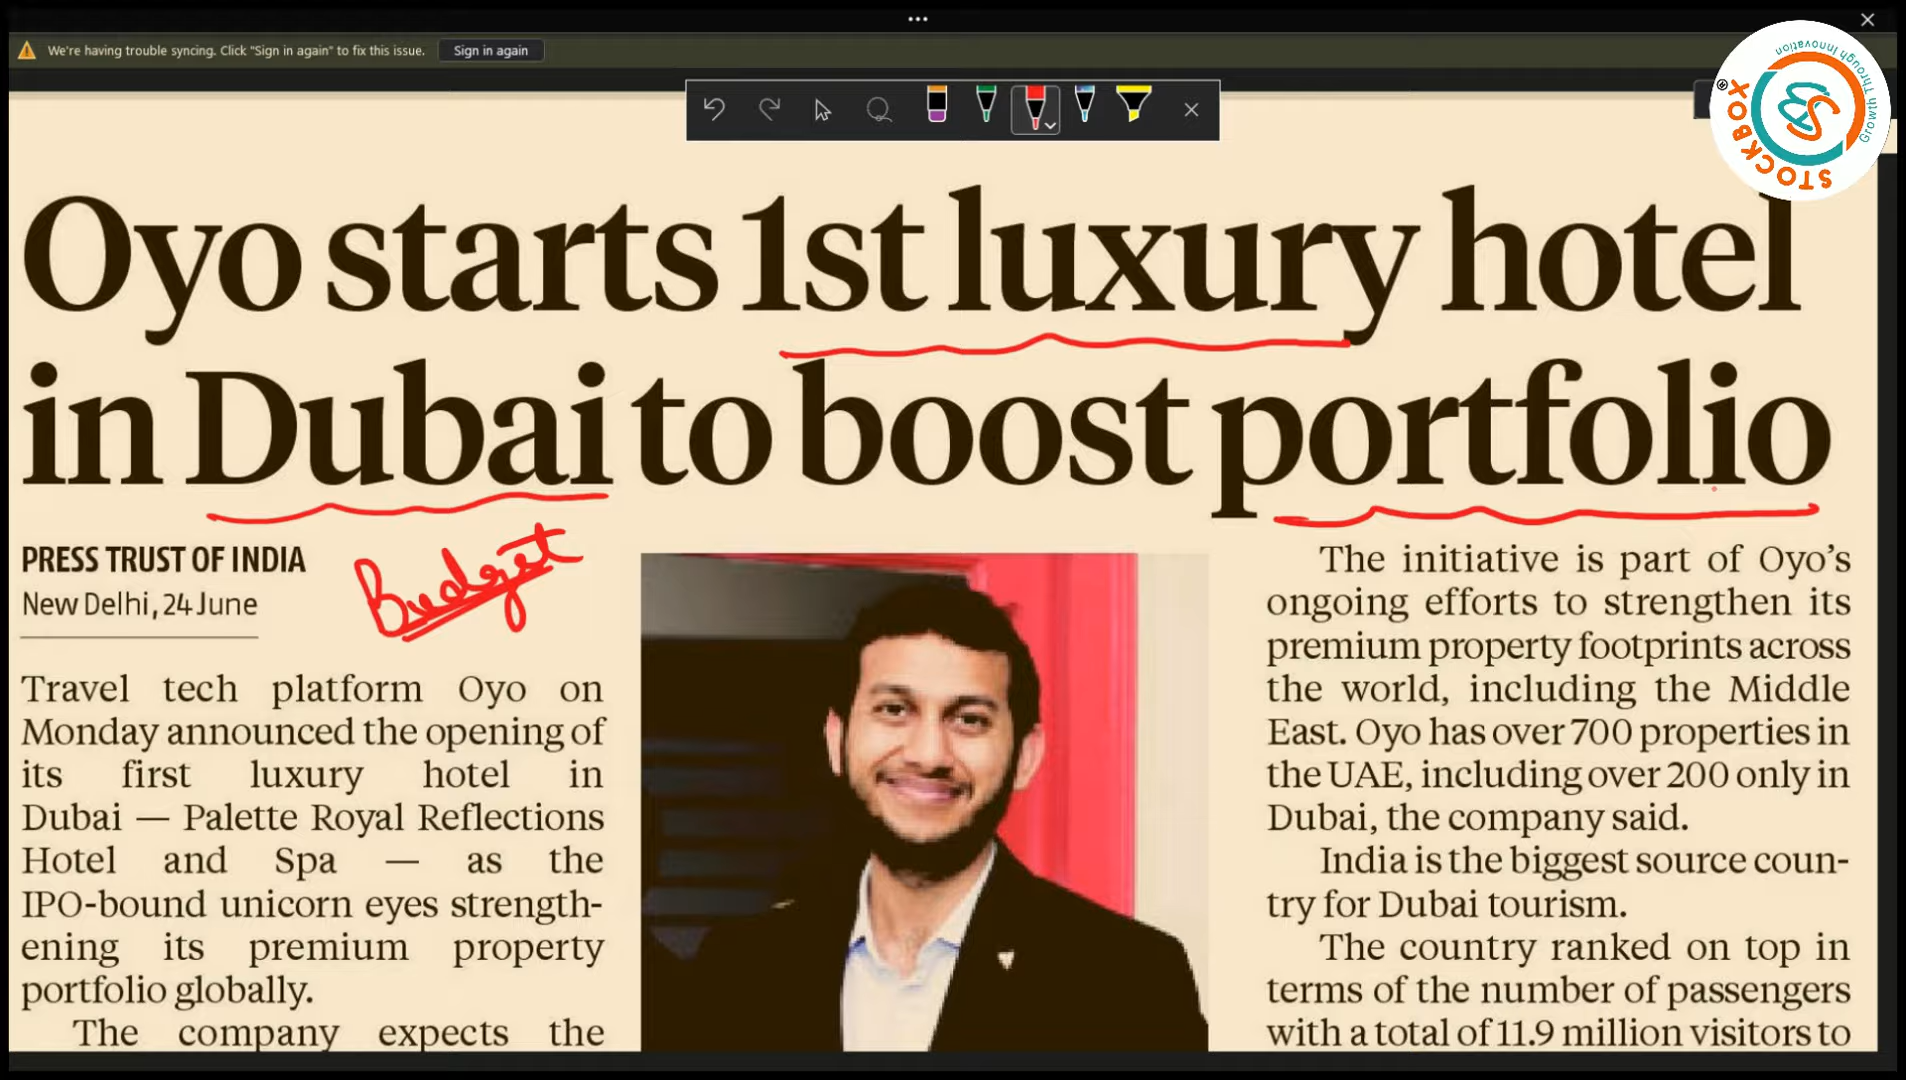 We're having trouble syncing. Click "Sign in again" to fix this issue.
Sign in again
STOCKBOX
®
Growth Through Innovation
Oyo starts 1st luxury hotel
in Dubai to boost portfolio
PRESS TRUST OF INDIA
New Delhi, 24 June
Budget
Travel tech platform Oyo on
Monday announced the opening of
its first luxury hotel in
Dubai — Palette Royal Reflections
Hotel and Spa — as the
IPO-bound unicorn eyes strength-
ening its premium property
portfolio globally.
The company expects the
The initiative is part of Oyo's
ongoing efforts to strengthen its
premium property footprints across
the world, including the Middle
East. Oyo has over 700 properties in
the UAE, including over 200 only in
Dubai, the company said.
India is the biggest source coun-
try for Dubai tourism.
The country ranked on top in
terms of the number of passengers
with a total of 11.9 million visitors to